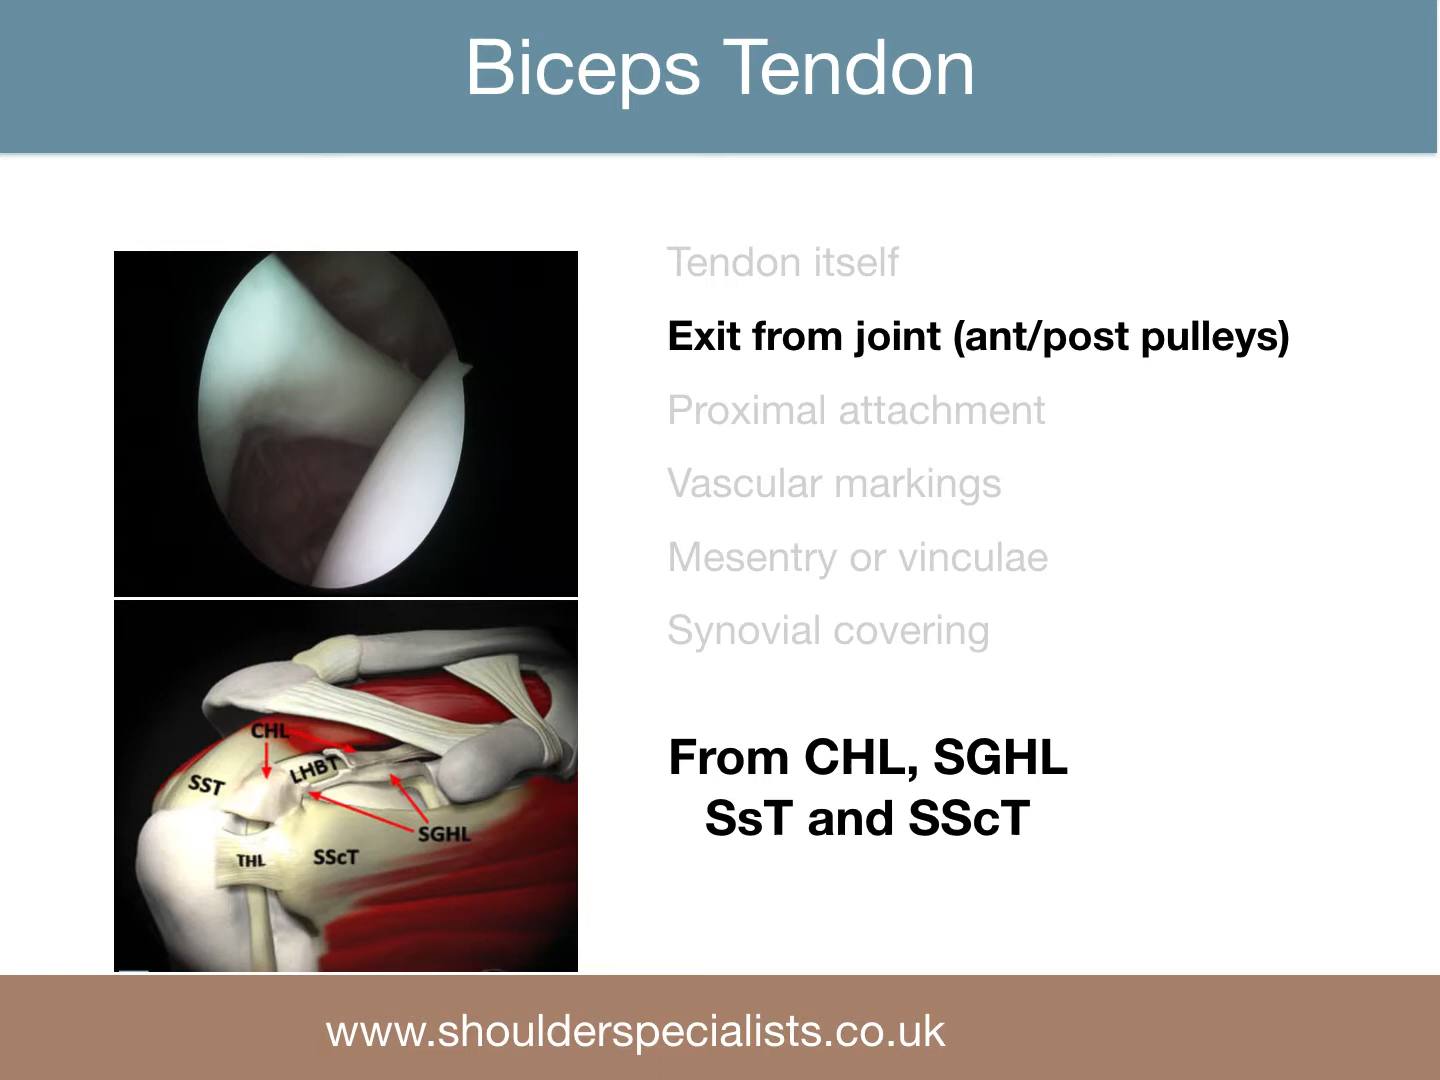 Biceps Tendon
Tendon itself
Exit from joint (ant/post pulleys)
Proximal attachment
Vascular markings
Mesentry or vinculae
Synovial covering
From CHL, SGHL
SsT and SScT
CHL
LHBT
SST
SGHL
THL
SScT
www.shoulderspecialists.co.uk